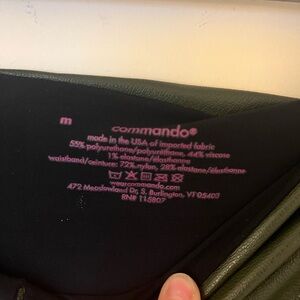 m
commando®
made in the USA of imported fabric
55% polyurethane/polyuréthane, 44% viscose
1% elastane/élasthanne
waistband/ceinture: 72% nylon, 28% elastane/élasthanne
472 Meadowland Dr, S. Burlington, VT 05403
wearcommando.com
RN# 115807